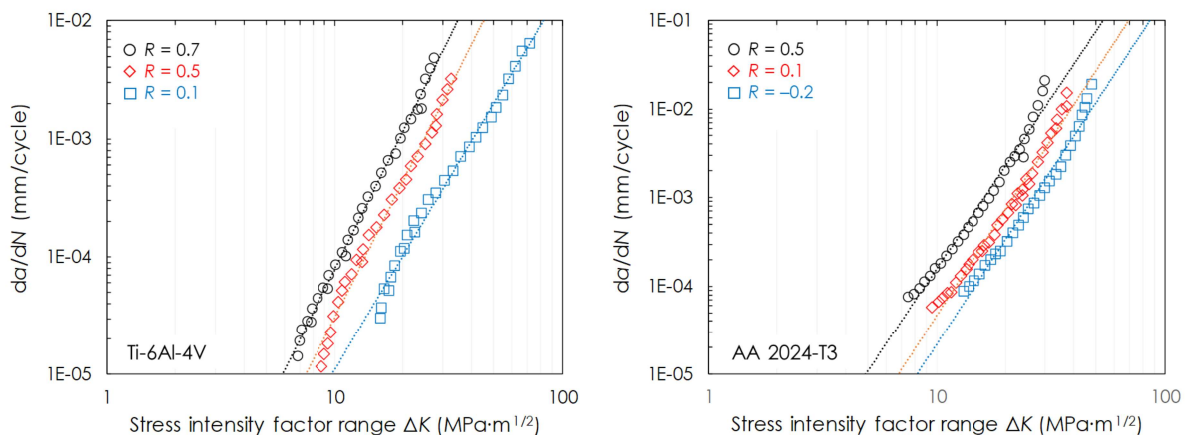 1E-02
1E-03
1E-04
1E-05
da/dN (mm/cycle)
R = 0.7
R = 0.5
R = 0.1
Ti-6Al-4V
1 10 100
Stress intensity factor range ΔK (MPa·m1/2)
1E-01
1E-02
1E-03
1E-04
1E-05
da/dN (mm/cycle)
R = 0.5
R = 0.1
R = –0.2
AA 2024-T3
1 10 100
Stress intensity factor range ΔK (MPa·m1/2)